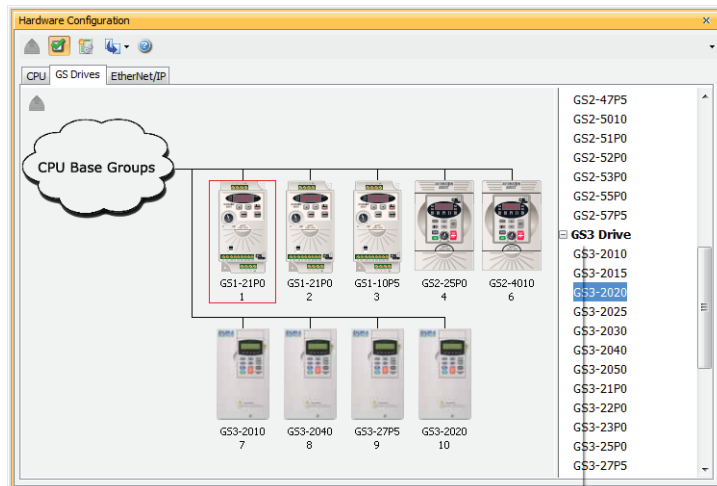 Hardware Configuration
CPU GS Drives EtherNet/IP
CPU Base Groups
GS1-21P0 GS1-21P0 GS1-10P5 GS2-25P0 GS2-4010
1 2 3 4 6
GS3-2010 GS3-2040 GS3-27P5 GS3-2020
7 8 9 10
GS2-47P5
GS2-5010
GS2-51P0
GS2-52P0
GS2-53P0
GS2-55P0
GS2-57P5
GS3 Drive
GS3-2010
GS3-2015
GS3-2020
GS3-2025
GS3-2030
GS3-2040
GS3-2050
GS3-21P0
GS3-22P0
GS3-23P0
GS3-25P0
GS3-27P5